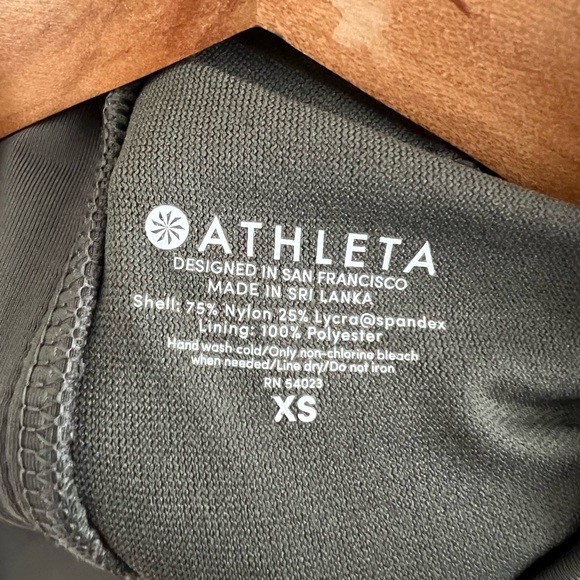 ATHLETA
DESIGNED IN SAN FRANCISCO
MADE IN SRI LANKA
Shell: 75% Nylon 25% Lycra@spandex
Lining: 100% Polyester
Hand wash-cold/Only non-chlorine bleach
when needed/Line dry/Do not iron
RN 54023
XS